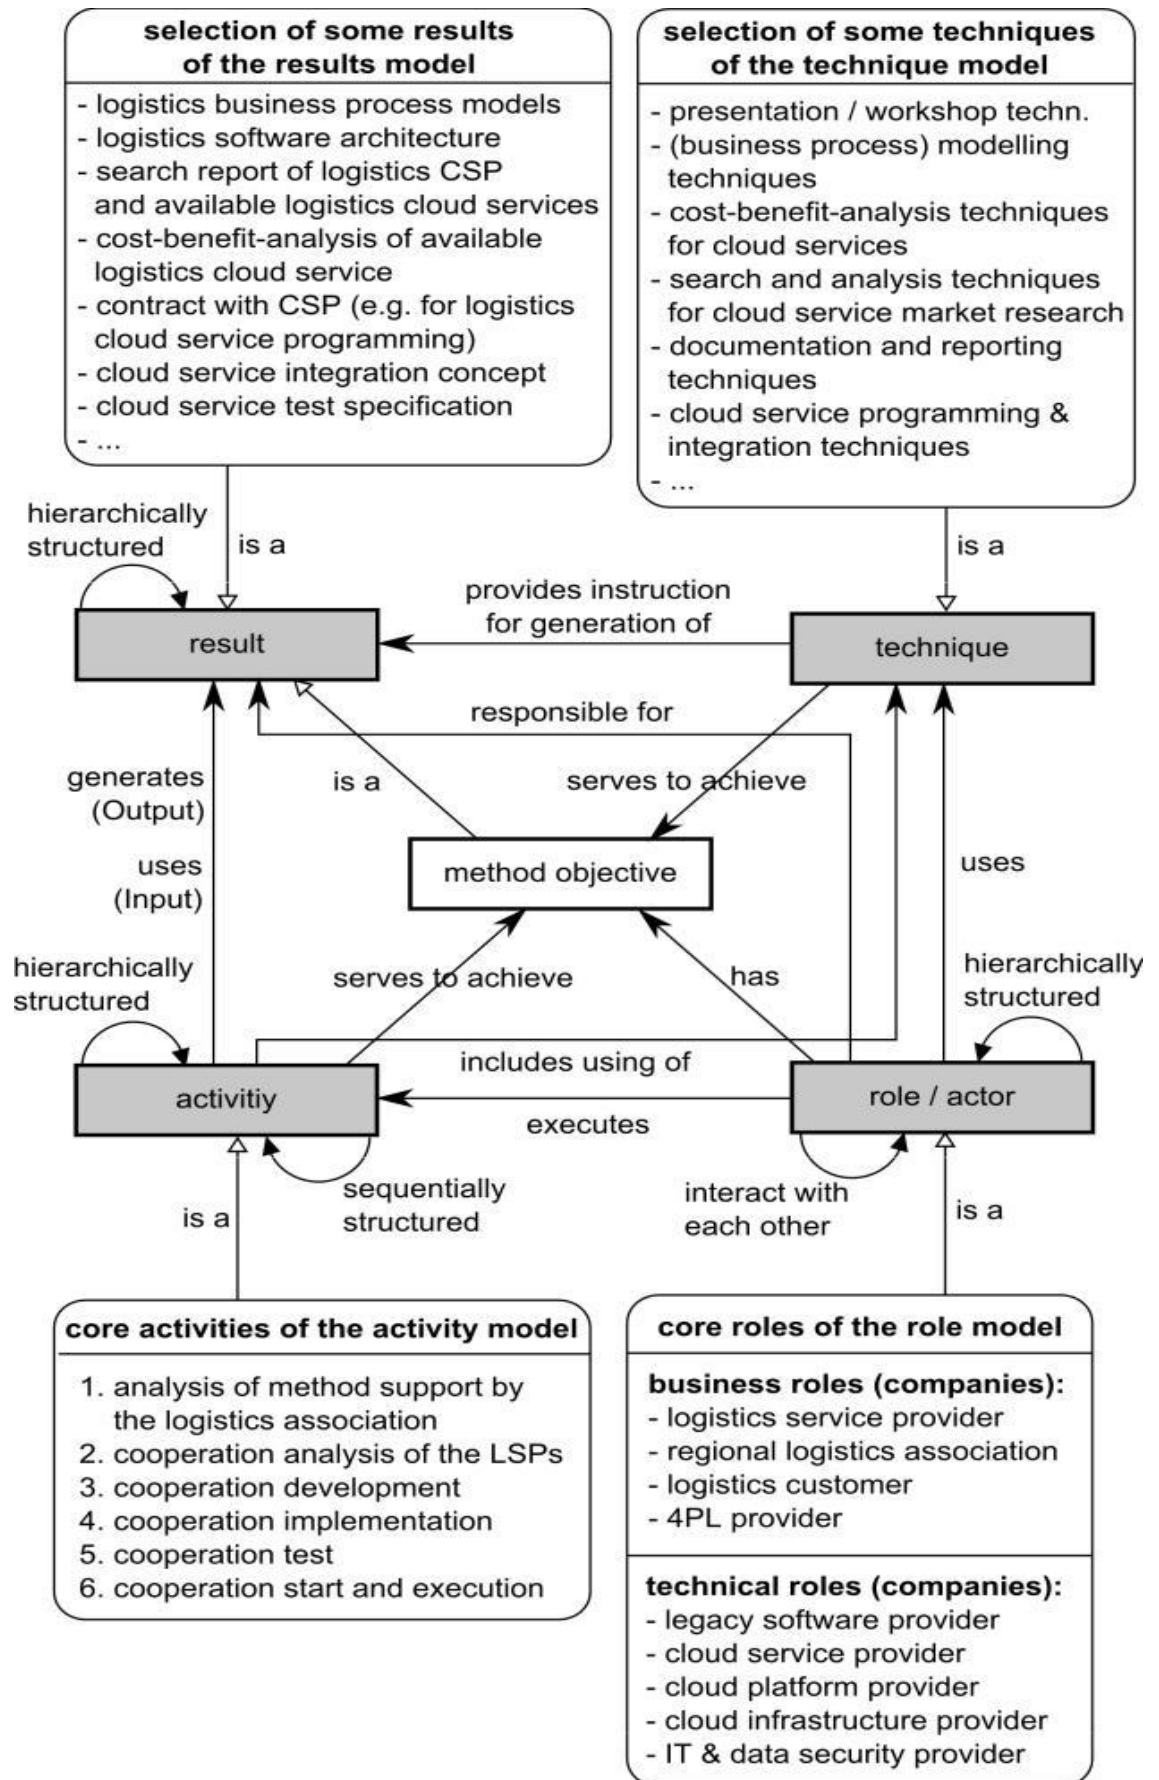 selection of some results
of the results model
- logistics business process models
- logistics software architecture
- search report of logistics CSP
and available logistics cloud services
- cost-benefit-analysis of available
logistics cloud service
- contract with CSP (e.g. for logistics
cloud service programming)
- cloud service integration concept
- cloud service test specification
- ...
selection of some techniques
of the technique model
- presentation / workshop techn.
- (business process) modelling
techniques
- cost-benefit-analysis techniques
for cloud services
- search and analysis techniques
for cloud service market research
- documentation and reporting
techniques
- cloud service programming &
integration techniques
- ...
hierarchically
structured
is a
is a
provides instruction
for generation of
result
technique
responsible for
generates
(Output)
is a
serves to achieve
uses
(Input)
method objective
uses
hierarchically
structured
serves to achieve
has
hierarchically
structured
includes using of
activitiy
role / actor
executes
is a
sequentially
structured
interact with
each other
is a
core activities of the activity model
1. analysis of method support by
the logistics association
2. cooperation analysis of the LSPs
3. cooperation development
4. cooperation implementation
5. cooperation test
6. cooperation start and execution
core roles of the role model
business roles (companies):
- logistics service provider
- regional logistics association
- logistics customer
- 4PL provider
technical roles (companies):
- legacy software provider
- cloud service provider
- cloud platform provider
- cloud infrastructure provider
- IT & data security provider